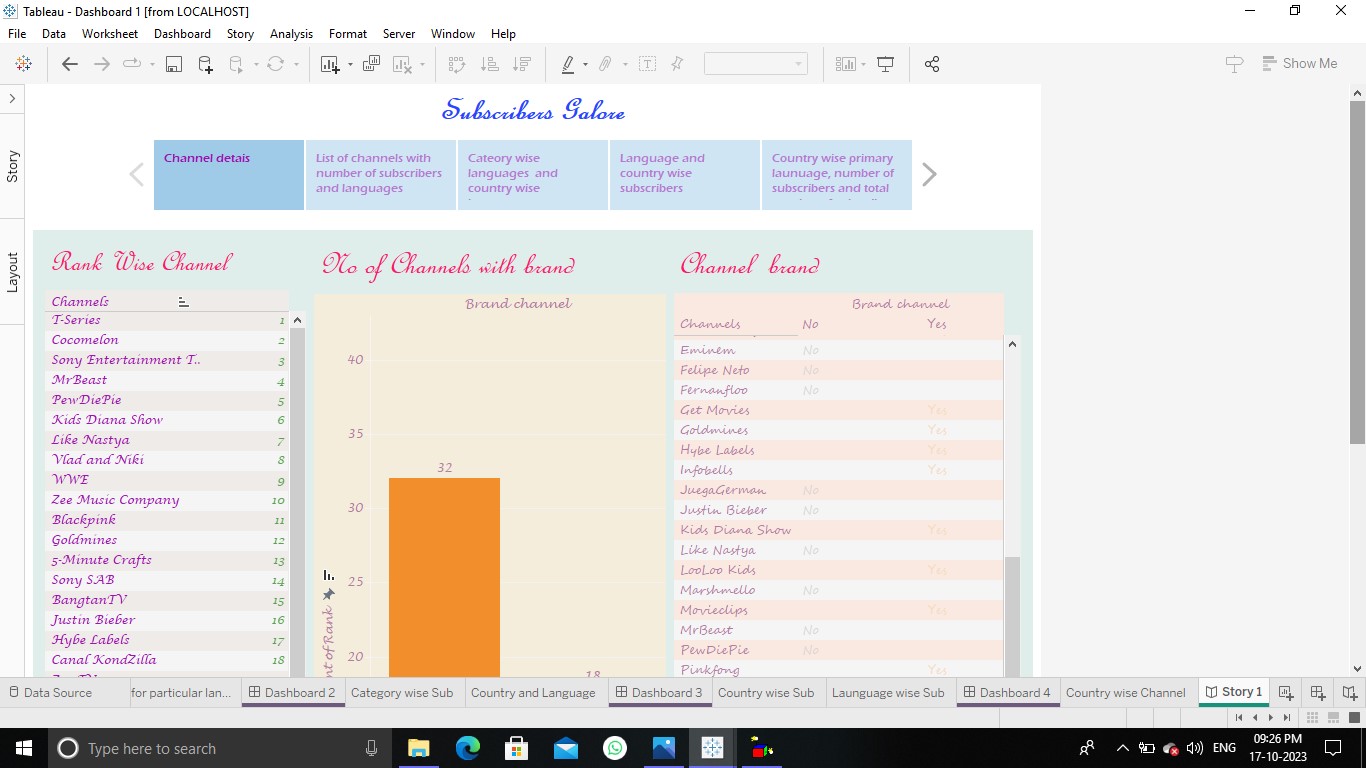 Tableau - Dashboard 1 [from LOCALHOST]
File Data Worksheet Dashboard Story Analysis Format Server Window Help
Show Me
Story
Layout
Subscribers Galore
Channel detais
List of channels with
number of subscribers
and languages
Cateory wise
languages and
country wise
Language and
country wise
subscribers
Country wise primary
launuage, number of
subscribers and total
Rank Wise Channel
Channels
T-Series 1
Cocomelon 2
Sony Entertainment T.. 3
MrBeast 4
PewDiePie 5
Kids Diana Show 6
Like Nastya 7
Vlad and Niki 8
WWE 9
Zee Music Company 10
Blackpink 11
Goldmines 12
5-Minute Crafts 13
Sony SAB 14
BangtanTV 15
Justin Bieber 16
Hybe Labels 17
Canal KondZilla 18
No of Channels with brand
Brand channel
40
35
32
30
25
20
18
nt of Rank
Channel brand
Brand channel
Channels No Yes
Eminem No
Felipe Neto No
Fernanfloo No
Get Movies Yes
Goldmines Yes
Hybe Labels Yes
Infobells Yes
JuegaGerman No
Justin Bieber No
Kids Diana Show Yes
Like Nastya No
LooLoo Kids Yes
Marshmello No
Movieclips Yes
MrBeast No
PewDiePie No
Pinkfong Yes
Data Source for particular lan... Dashboard 2 Category wise Sub Country and Language Dashboard 3 Country wise Sub Launguage wise Sub Dashboard 4 Country wise Channel Story 1
Type here to search
ENG
09:26 PM
17-10-2023